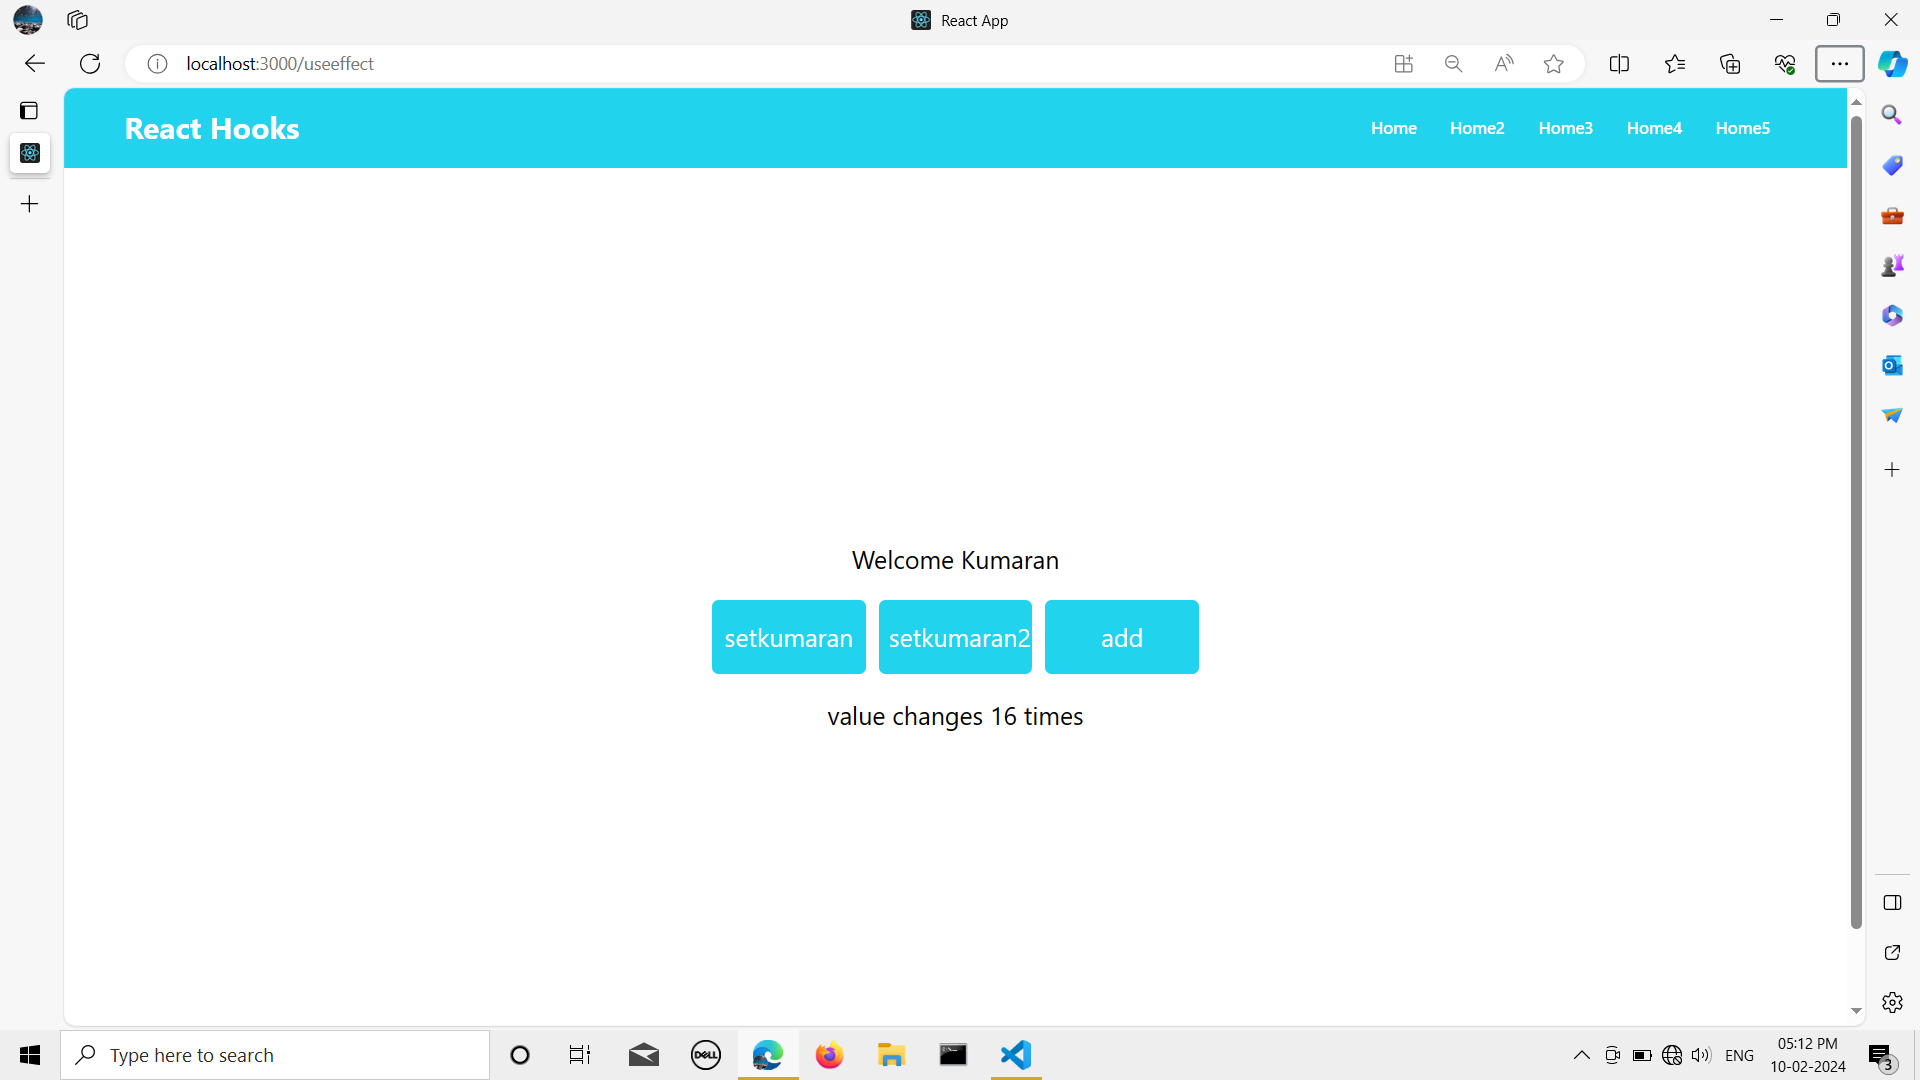 React App
localhost:3000/useeffect
React Hooks
Home Home2 Home3 Home4 Home5
Welcome Kumaran
setkumaran setkumaran2 add
value changes 16 times
Type here to search
DELL
ENG
05:12 PM
10-02-2024
3